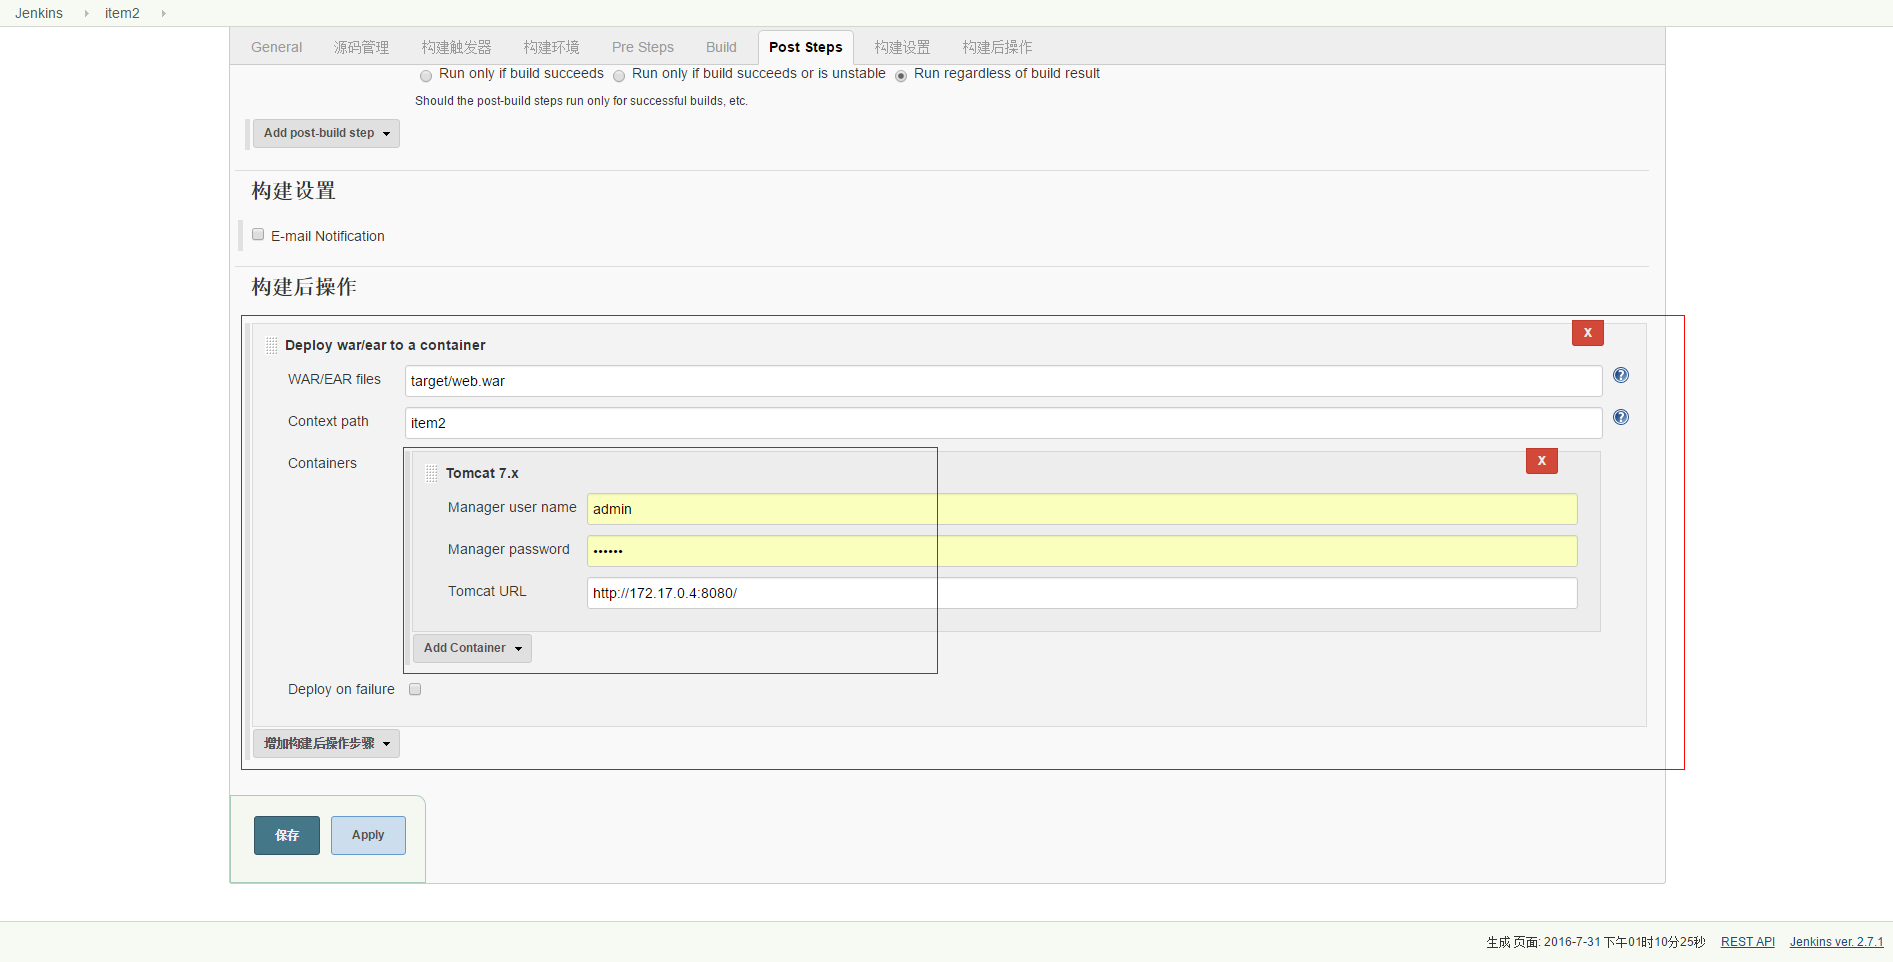 Jenkins item2
General 源码管理 构建触发器 构建环境 Pre Steps Build Post Steps 构建设置 构建后操作
Run only if build succeeds Run only if build succeeds or is unstable Run regardless of build result
Should the post-build steps run only for successful builds, etc.
Add post-build step
构建设置
E-mail Notification
构建后操作
X
Deploy war/ear to a container
WAR/EAR files target/web.war
Context path item2
Containers
X
Tomcat 7.x
Manager user name admin
Manager password ••••••
Tomcat URL http://172.17.0.4:8080/
Add Container
Deploy on failure
增加构建后操作步骤
保存 Apply
生成 页面: 2016-7-31 下午01时10分25秒 REST API Jenkins ver. 2.7.1